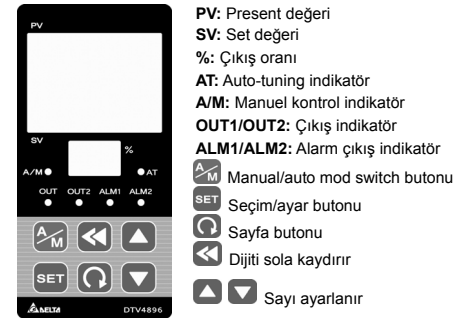 PV
SV
%
A/M
AT
OUT OUT2 ALM1 ALM2
A/M
SET
DELTA DTV4896
PV: Present değeri
SV: Set değeri
%: Çıkış oranı
AT: Auto-tuning indikatör
A/M: Manuel kontrol indikatör
OUT1/OUT2: Çıkış indikatör
ALM1/ALM2: Alarm çıkış indikatör
A/M Manual/auto mod switch butonu
SET Seçim/ayar butonu
Sayfa butonu
Dijiti sola kaydırır
Sayı ayarlanır